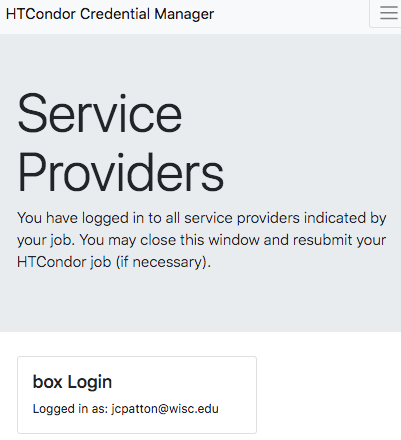 HTCondor Credential Manager
Service
Providers
You have logged in to all service providers indicated by
your job. You may close this window and resubmit your
HTCondor job (if necessary).
box Login
Logged in as: jcpatton@wisc.edu